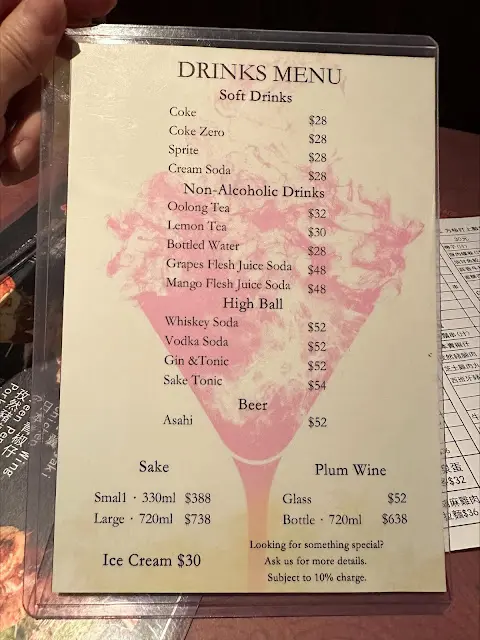 DRINKS MENU
Soft Drinks
Coke $28
Coke Zero $28
Sprite $28
Cream Soda $28
Non-Alcoholic Drinks
Oolong Tea $32
Lemon Tea $30
Bottled Water $28
Grapes Flesh Juice Soda $48
Mango Flesh Juice Soda $48
High Ball
Whiskey Soda $52
Vodka Soda $52
Gin &Tonic $52
Sake Tonic $54
Beer
Asahi $52
Sake
Small · 330ml $388
Large · 720ml $738
Plum Wine
Glass $52
Bottle · 720ml $638
Ice Cream $30
Looking for something special?
Ask us for more details.
Subject to 10% charge.
$32
$36